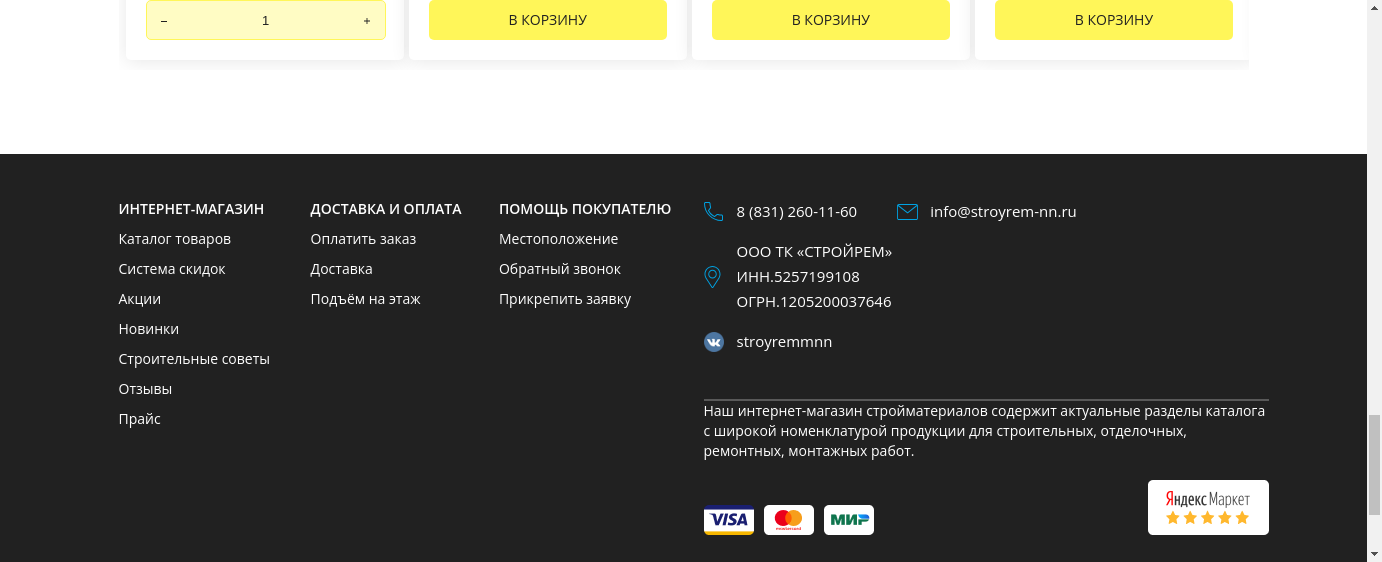 − 1 +
В КОРЗИНУ
В КОРЗИНУ
В КОРЗИНУ
ИНТЕРНЕТ-МАГАЗИН
Каталог товаров
Система скидок
Акции
Новинки
Строительные советы
Отзывы
Прайс
ДОСТАВКА И ОПЛАТА
Оплатить заказ
Доставка
Подъём на этаж
ПОМОЩЬ ПОКУПАТЕЛЮ
Местоположение
Обратный звонок
Прикрепить заявку
8 (831) 260-11-60
info@stroyrem-nn.ru
ООО ТК «СТРОЙРЕМ»
ИНН.5257199108
ОГРН.1205200037646
stroyremmnn
Наш интернет-магазин стройматериалов содержит актуальные разделы каталога
с широкой номенклатурой продукции для строительных, отделочных,
ремонтных, монтажных работ.
VISA
mastercard
МИР
Яндекс Маркет